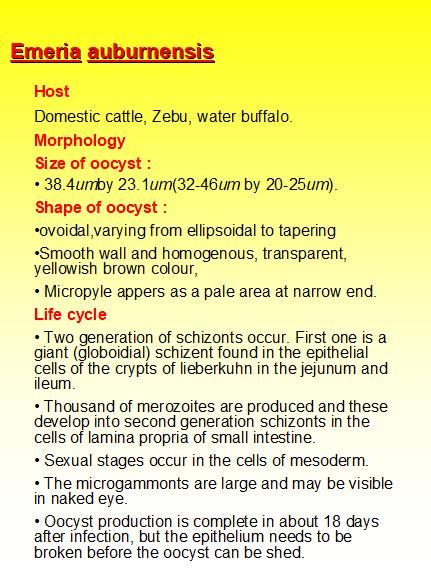 Emeria auburnensis
Host
Domestic cattle, Zebu, water buffalo.
Morphology
Size of oocyst :
• 38.4umby 23.1um(32-46um by 20-25um).
Shape of oocyst :
•ovoidal,varying from ellipsoidal to tapering
•Smooth wall and homogenous, transparent,
yellowish brown colour,
• Micropyle appers as a pale area at narrow end.
Life cycle
• Two generation of schizonts occur. First one is a
giant (globoidial) schizent found in the epithelial
cells of the crypts of lieberkuhn in the jejunum and
ileum.
• Thousand of merozoites are produced and these
develop into second generation schizonts in the
cells of lamina propria of small intestine.
• Sexual stages occur in the cells of mesoderm.
• The microgammonts are large and may be visible
in naked eye.
• Oocyst production is complete in about 18 days
after infection, but the epithelium needs to be
broken before the oocyst can be shed.